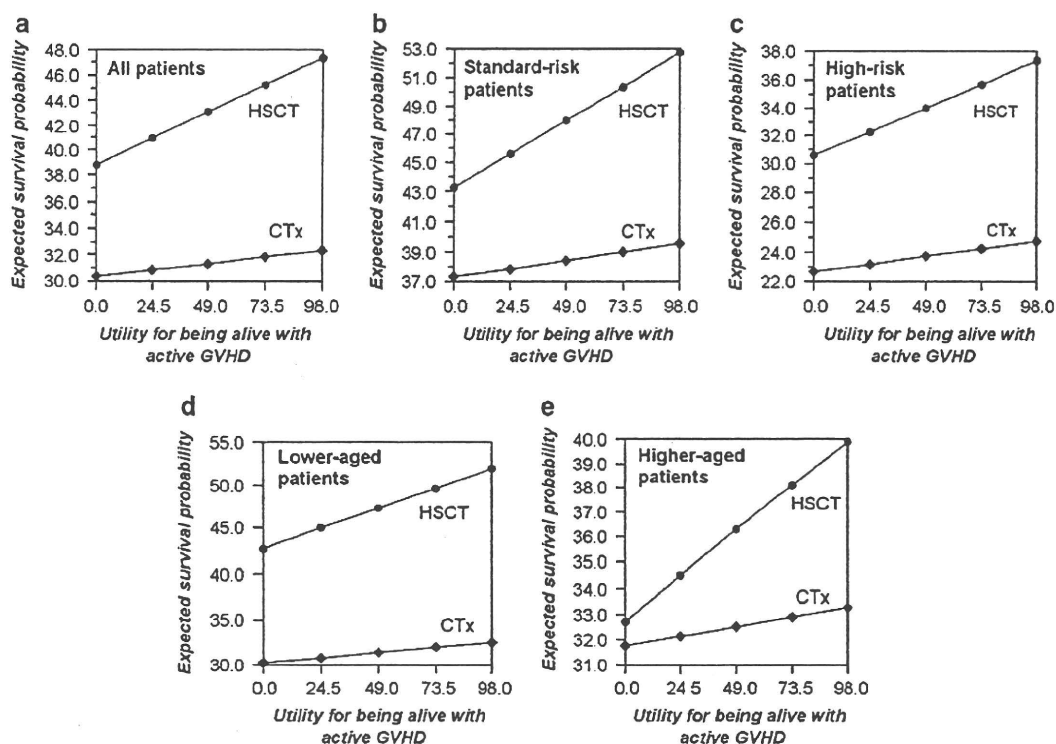 a
Expected survival probability
48.0
46.0
43.0
41.0
40.0
38.0
36.0
34.0
32.0
30.0
All patients
HSCT
CTx
0.0 24.5 49.0 73.5 98.0
Utility for being alive with
active GVHD
b
Expected survival probability
53.0
51.0
49.0
47.0
45.0
43.0
41.0
39.0
37.0
Standard-risk
patients
HSCT
CTx
0.0 24.5 49.0 73.5 98.0
Utility for being alive with
active GVHD
c
Expected survival probability
38.0
36.0
34.0
32.0
30.0
28.0
26.0
24.0
22.0
High-risk
patients
HSCT
CTx
0.0 24.5 49.0 73.5 98.0
Utility for being alive with
active GVHD
d
Expected survival probability
55.0
50.0
45.0
40.0
35.0
30.0
Lower-aged
patients
HSCT
CTx
0.0 24.5 49.0 73.5 98.0
Utility for being alive with
active GVHD
e
Expected survival probability
40.0
39.0
38.0
37.0
36.0
35.0
34.0
33.0
32.0
31.0
Higher-aged
patients
HSCT
CTx
0.0 24.5 49.0 73.5 98.0
Utility for being alive with
active GVHD